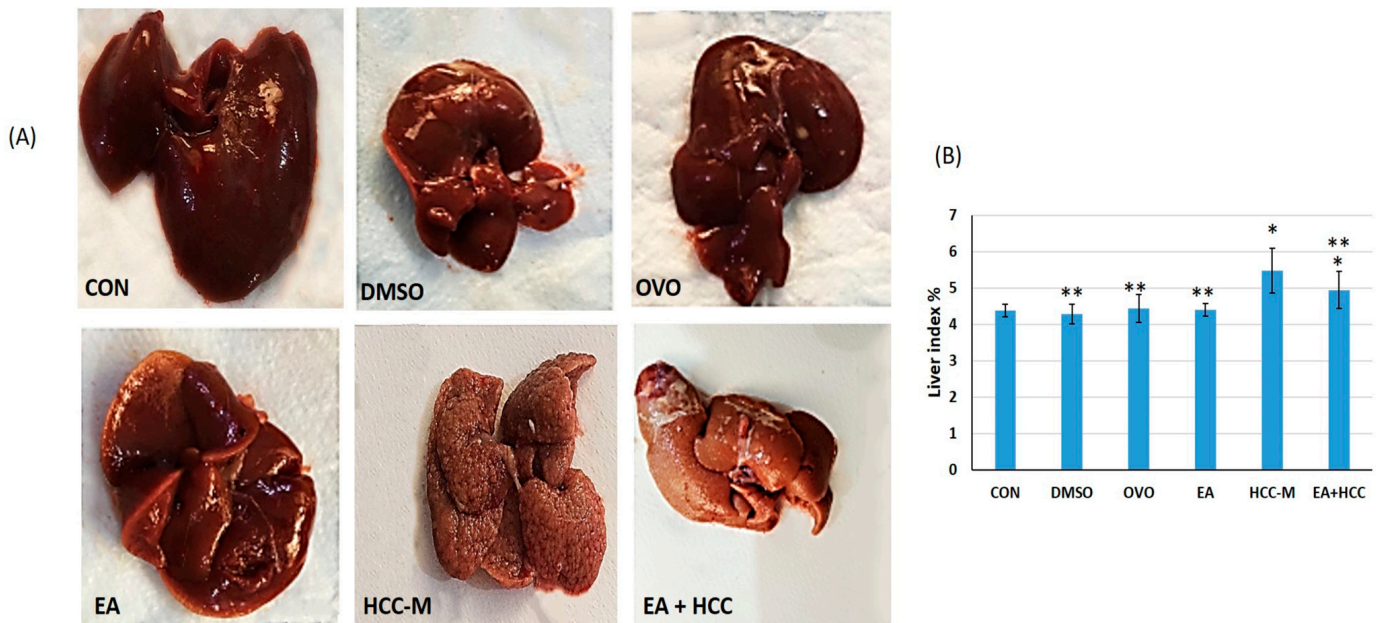 (A)
CON
DMSO
OVO
EA
HCC-M
EA + HCC
(B)
Liver index %
7
6
5
4
3
2
1
0
**
**
**
*
**
*
CON DMSO OVO EA HCC-M EA+HCC